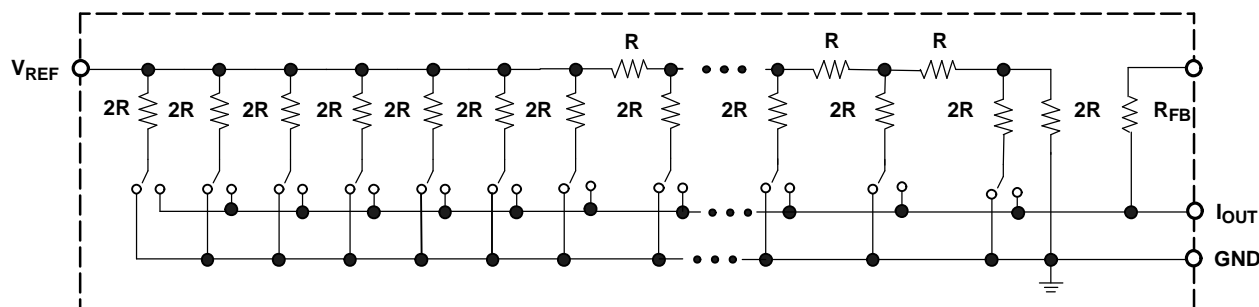 R R R
V_REF
2R 2R 2R 2R 2R 2R 2R 2R 2R 2R 2R 2R R_FB
I_OUT
GND